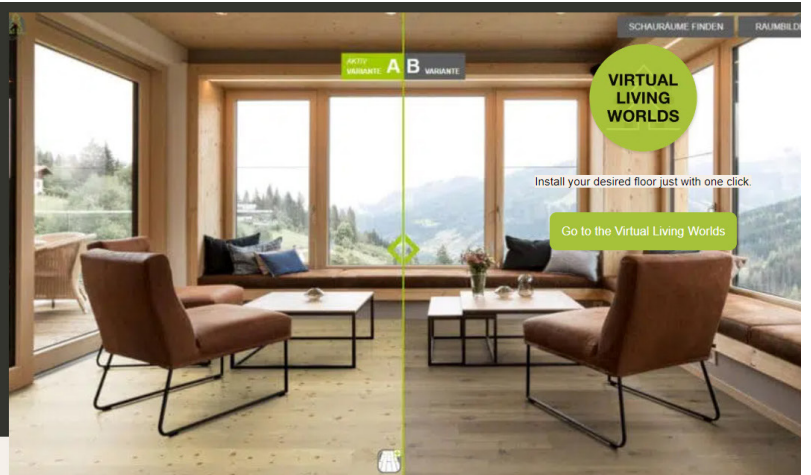 SCHAURÄUME FINDEN
RAUMBILD
AKTIV
VARIANTE A B VARIANTE
VIRTUAL
LIVING
WORLDS
Install your desired floor just with one click.
Go to the Virtual Living Worlds